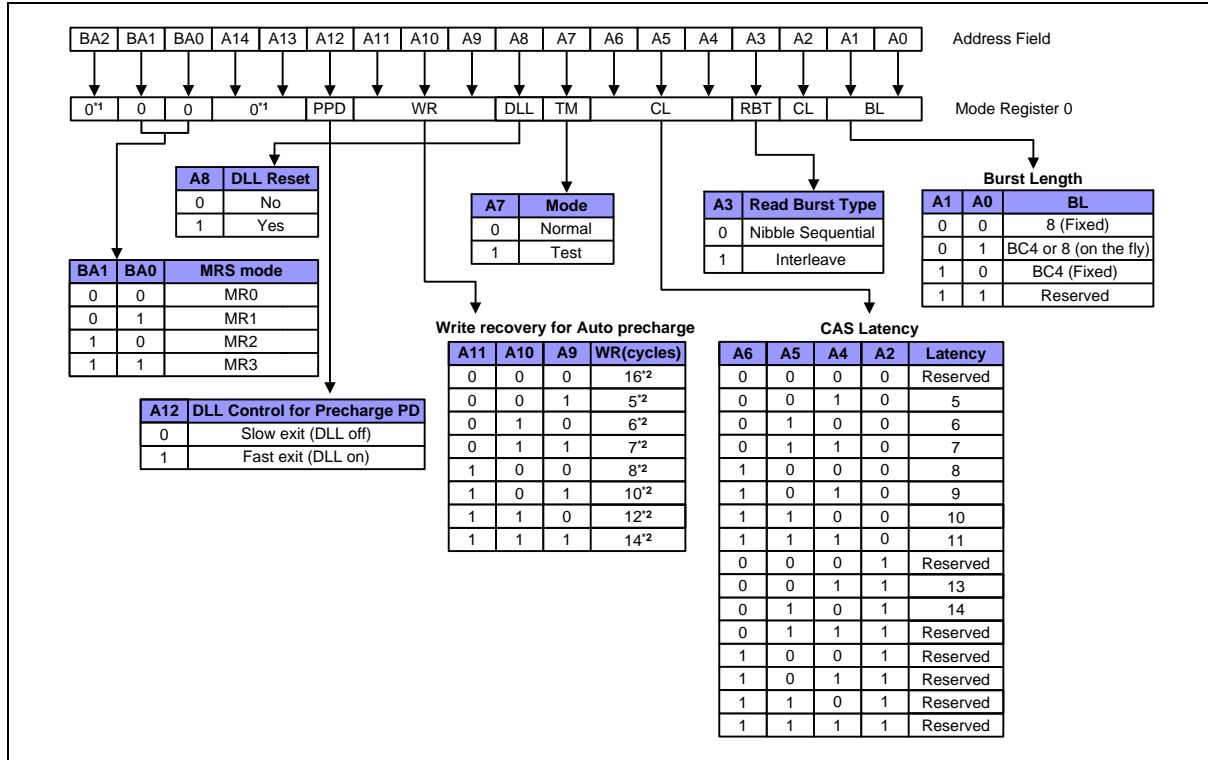 BA2 BA1 BA0 A14 A13 A12 A11 A10 A9 A8 A7 A6 A5 A4 A3 A2 A1 A0 Address Field
0*1 0 0 0*1 PPD WR DLL TM CL RBT CL BL Mode Register 0
A8 DLL Reset
0 No
1 Yes
A7 Mode
0 Normal
1 Test
A3 Read Burst Type
0 Nibble Sequential
1 Interleave
Burst Length
A1 A0 BL
0 0 8 (Fixed)
0 1 BC4 or 8 (on the fly)
1 0 BC4 (Fixed)
1 1 Reserved
BA1 BA0 MRS mode
0 0 MR0
0 1 MR1
1 0 MR2
1 1 MR3
A12 DLL Control for Precharge PD
0 Slow exit (DLL off)
1 Fast exit (DLL on)
Write recovery for Auto precharge
A11 A10 A9 WR(cycles)
0 0 0 16*2
0 0 1 5*2
0 1 0 6*2
0 1 1 7*2
1 0 0 8*2
1 0 1 10*2
1 1 0 12*2
1 1 1 14*2
CAS Latency
A6 A5 A4 A2 Latency
0 0 0 0 Reserved
0 0 1 0 5
0 1 0 0 6
0 1 1 0 7
1 0 0 0 8
1 0 1 0 9
1 1 0 0 10
1 1 1 0 11
0 0 0 1 Reserved
0 0 1 1 13
0 1 0 1 14
0 1 1 1 Reserved
1 0 0 1 Reserved
1 0 1 1 Reserved
1 1 0 1 Reserved
1 1 1 1 Reserved